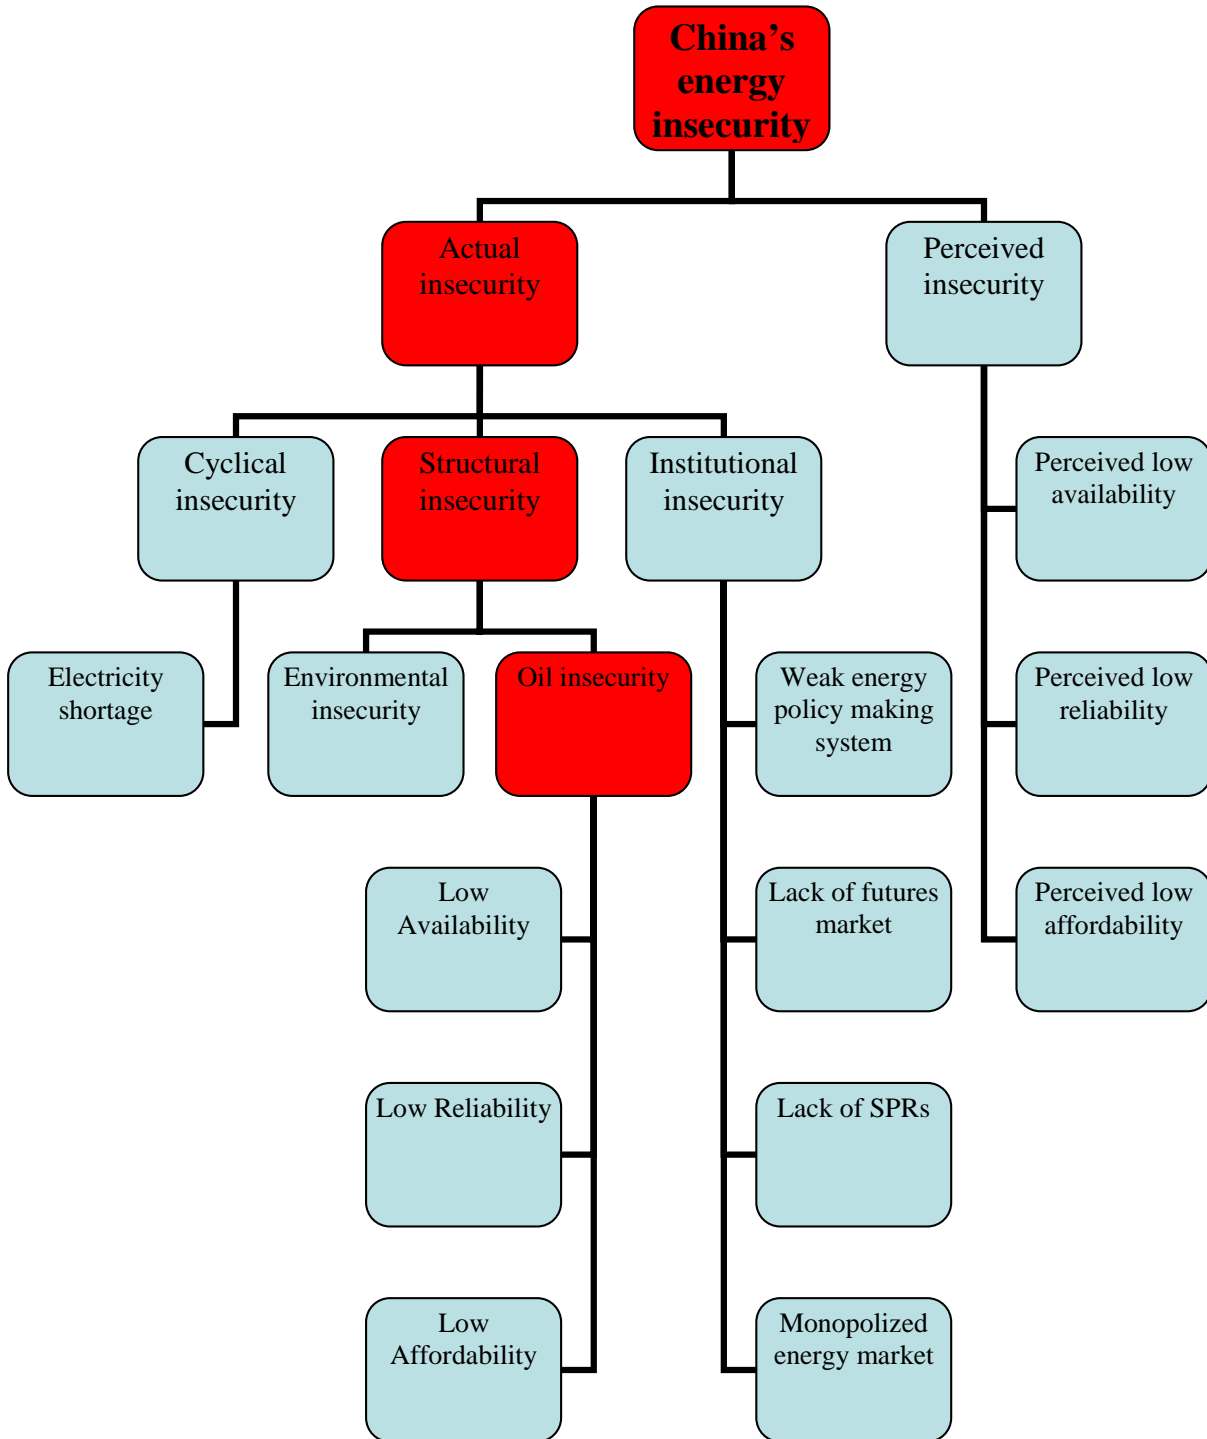 China’s
energy
insecurity
Actual
insecurity
Perceived
insecurity
Cyclical
insecurity
Structural
insecurity
Institutional
insecurity
Perceived low
availability
Electricity
shortage
Environmental
insecurity
Oil insecurity
Weak energy
policy making
system
Perceived low
reliability
Low
Availability
Lack of futures
market
Perceived low
affordability
Low Reliability
Lack of SPRs
Low
Affordability
Monopolized
energy market